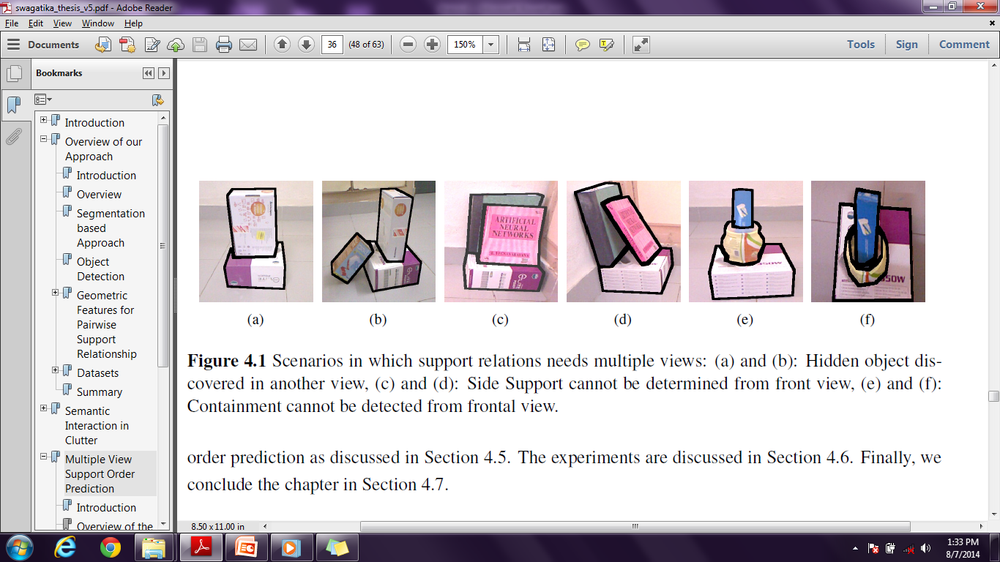 swagatika_thesis_v5.pdf - Adobe Reader
File Edit View Window Help
Documents
36 (48 of 63) 150%
Tools Sign Comment
Bookmarks
Introduction
Overview of our
Approach
Introduction
Overview
Segmentation
based
Approach
Object
Detection
Geometric
Features for
Pairwise
Support
Relationship
Datasets
Summary
Semantic
Interaction in
Clutter
Multiple View
Support Order
Prediction
Introduction
Overview of the
ARTIFICIAL
NEURAL
NETWORKS
(a) (b) (c) (d) (e) (f)
Figure 4.1 Scenarios in which support relations needs multiple views: (a) and (b): Hidden object dis-
covered in another view, (c) and (d): Side Support cannot be determined from front view, (e) and (f):
Containment cannot be detected from frontal view.
order prediction as discussed in Section 4.5. The experiments are discussed in Section 4.6. Finally, we
conclude the chapter in Section 4.7.
8.50 x 11.00 in
1:33 PM
8/7/2014